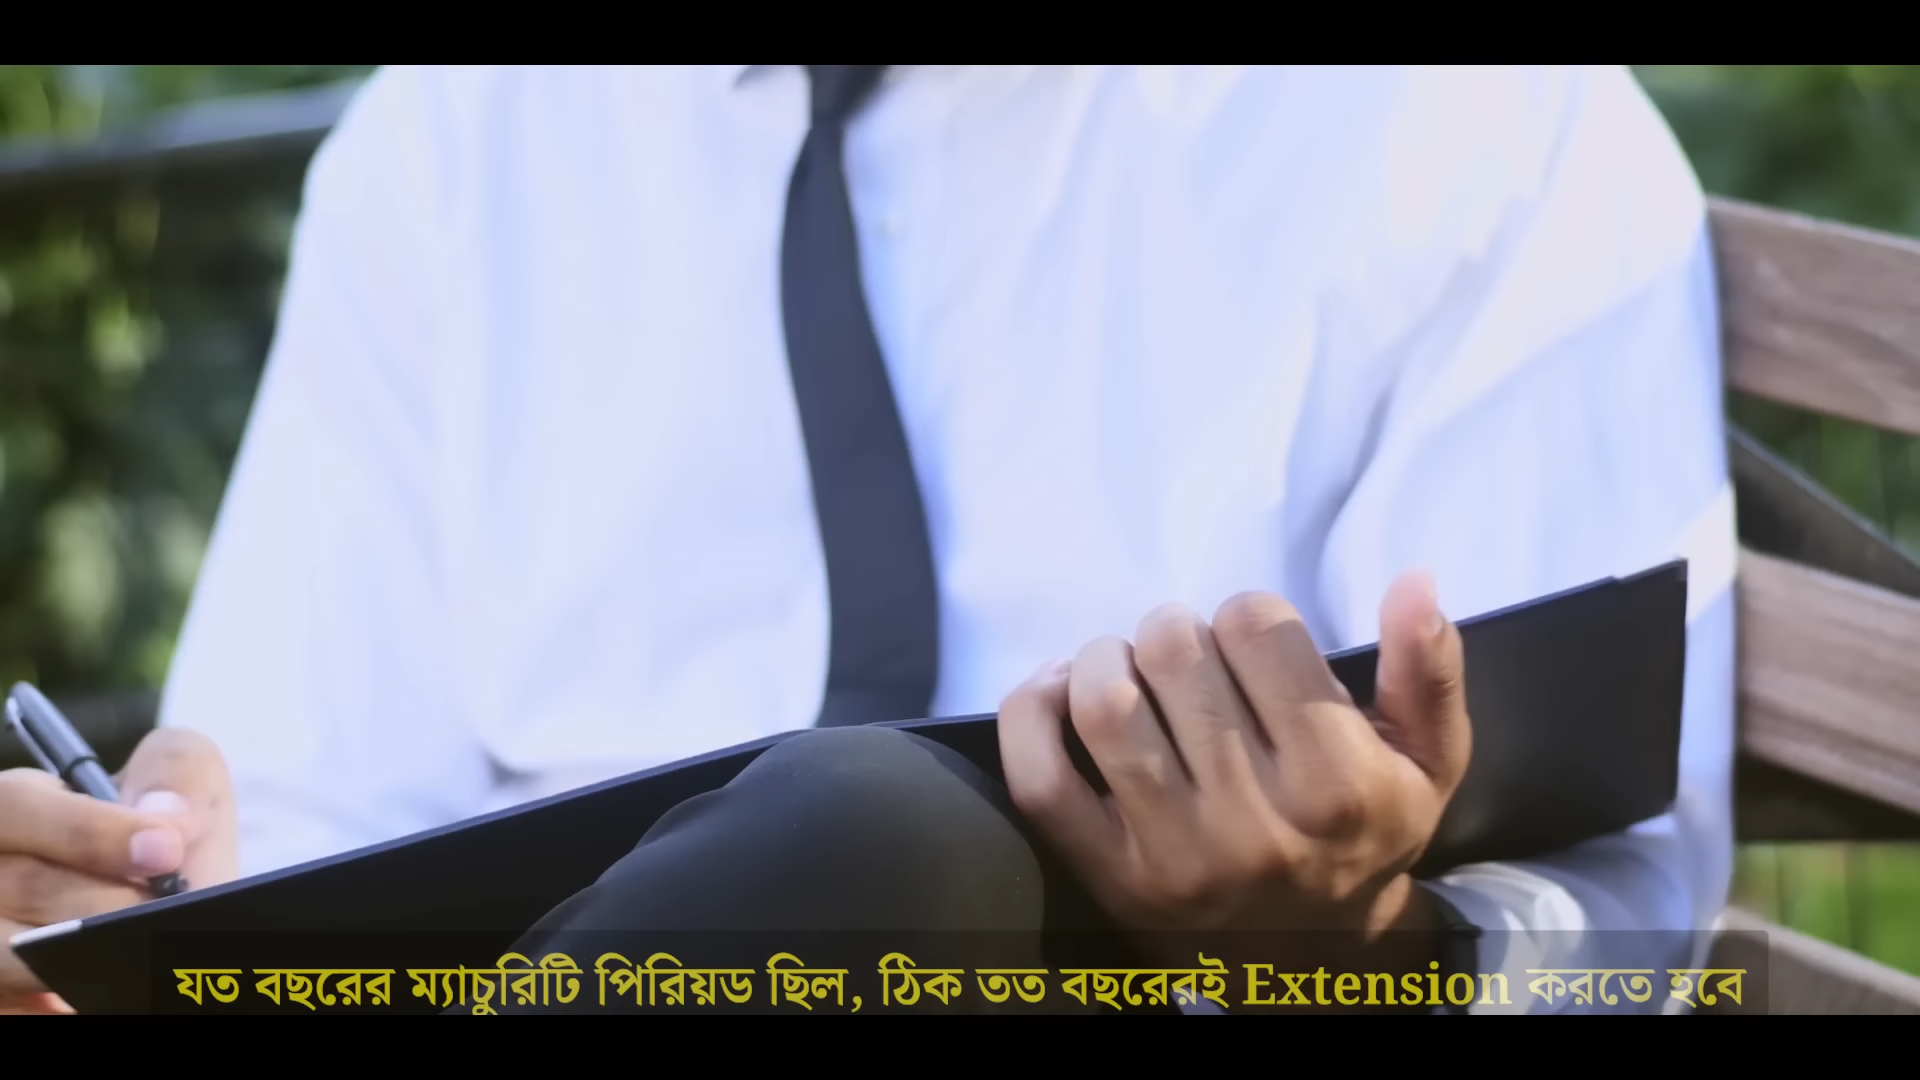 যত বছরের ম্যাচুরিটি পিরিয়ড ছিল, ঠিক তত বছরেরই Extension করতে হবে